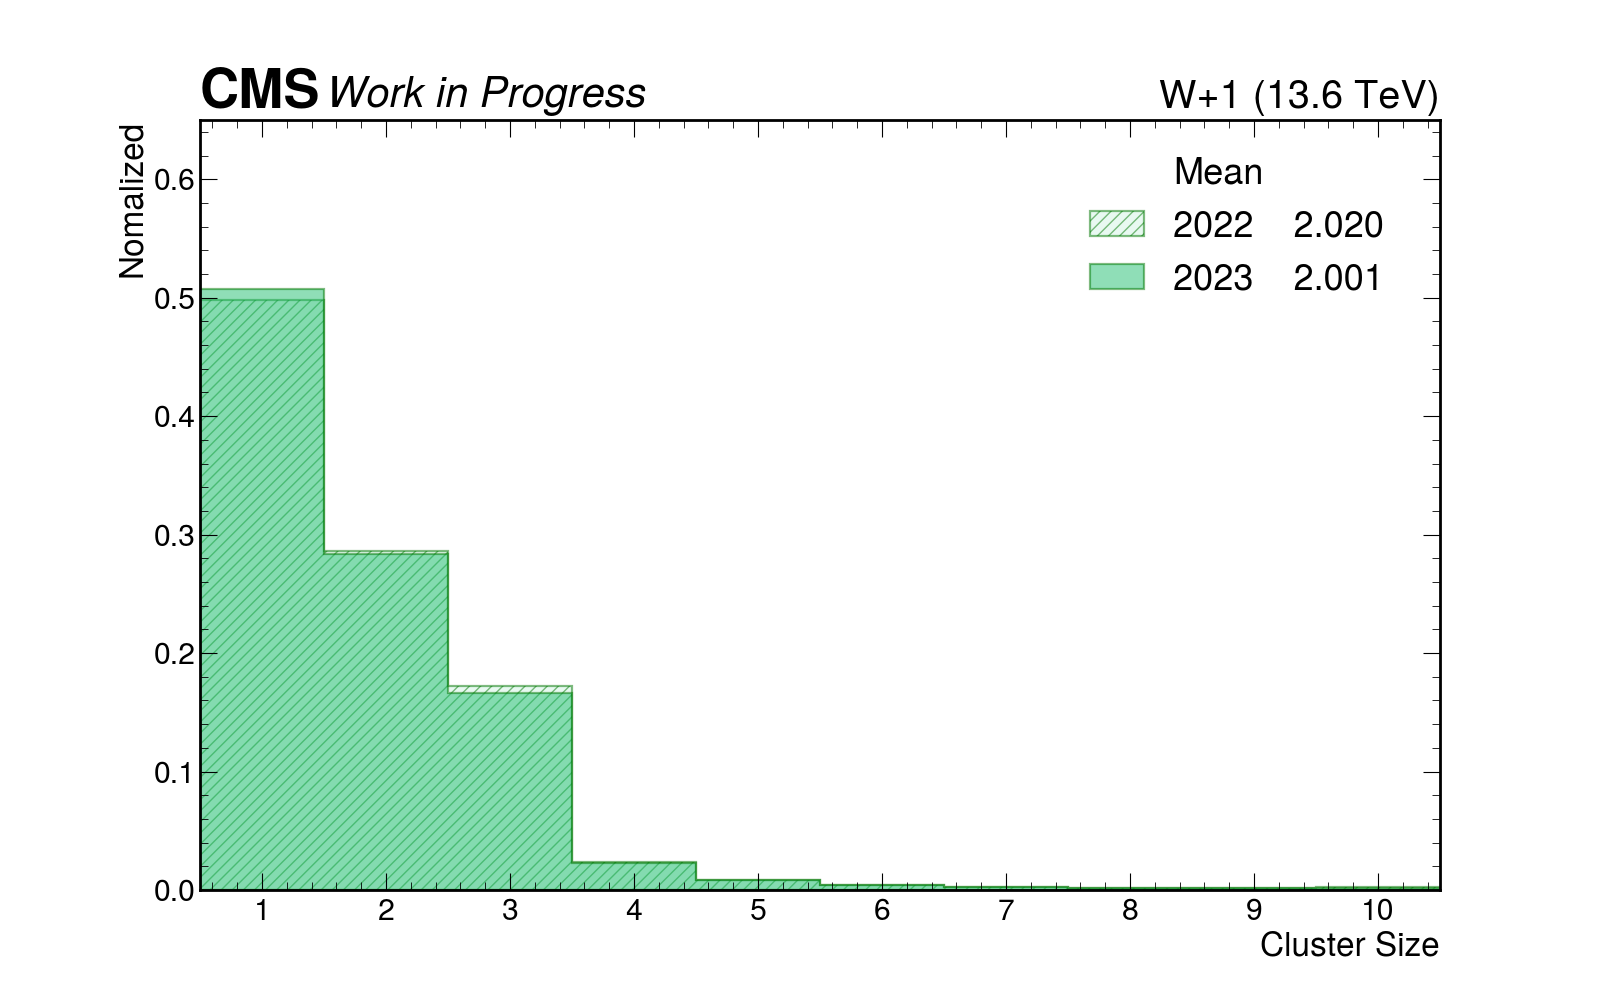 CMS Work in Progress
W+1 (13.6 TeV)
Nomalized
0.6
0.5
0.4
0.3
0.2
0.1
0.0
Mean
2022 2.020
2023 2.001
1 2 3 4 5 6 7 8 9 10
Cluster Size